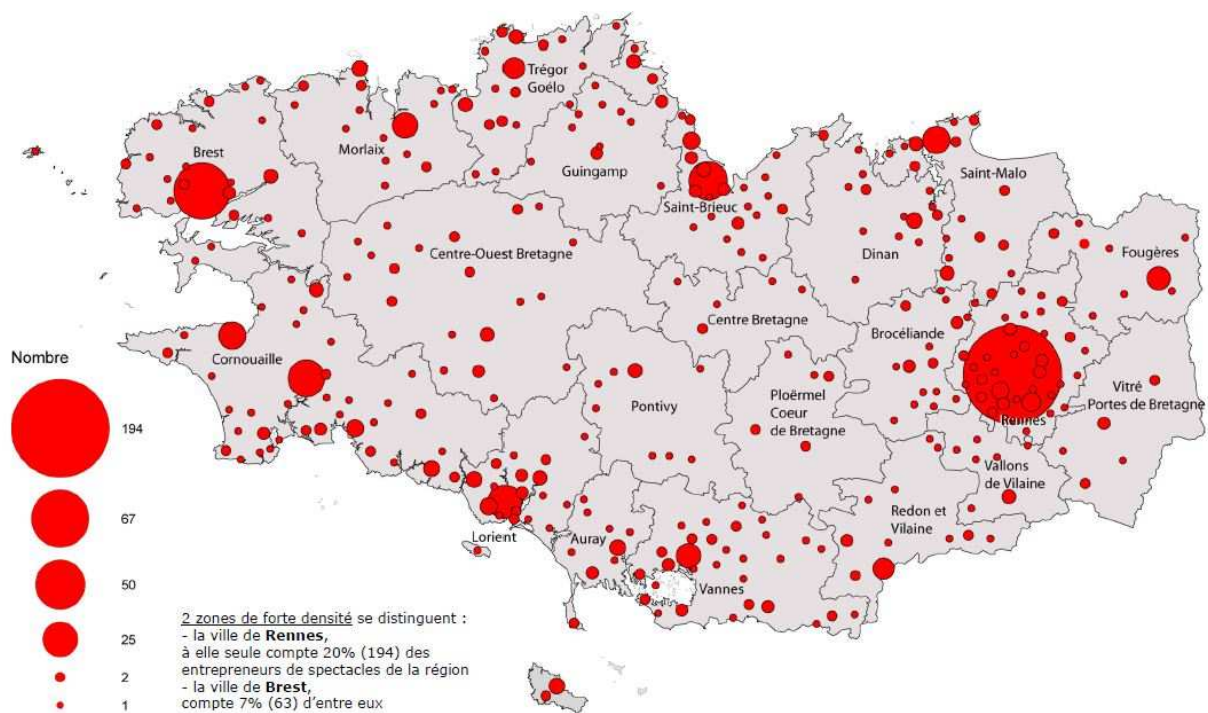 Trégor
Goélo
Brest
Morlaix
Guingamp
Saint-Malo
Saint-Brieuc
Dinan
Fougères
Centre-Ouest Bretagne
Centre Bretagne
Brocéliande
Cornouaille
Pontivy
Ploërmel
Coeur
de Bretagne
Rennes
Vitré
Portes de Bretagne
Vallons
de Vilaine
Redon et
Vilaine
Lorient
Auray
Vannes
Nombre
194
67
50
25
2
1
2 zones de forte densité se distinguent :
- la ville de Rennes,
à elle seule compte 20% (194) des
entrepreneurs de spectacles de la région
- la ville de Brest,
compte 7% (63) d’entre eux